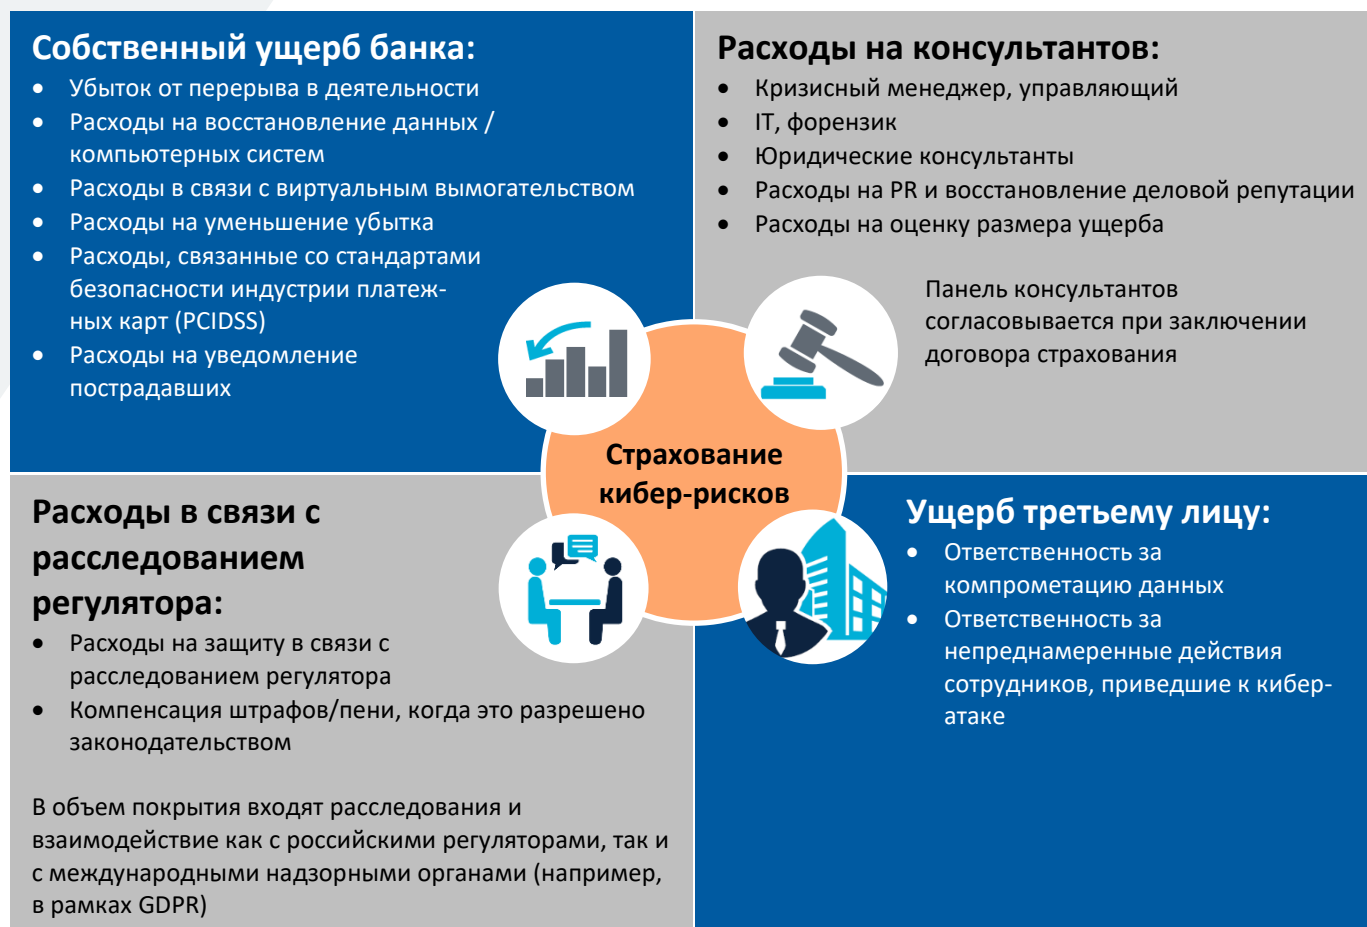 Собственный ущерб банка:
• Убыток от перерыва в деятельности
• Расходы на восстановление данных /
компьютерных систем
• Расходы в связи с виртуальным вымогательством
• Расходы на уменьшение убытка
• Расходы, связанные со стандартами
безопасности индустрии платеж-
ных карт (PCIDSS)
• Расходы на уведомление
пострадавших
Расходы на консультантов:
• Кризисный менеджер, управляющий
• IT, форензик
• Юридические консультанты
• Расходы на PR и восстановление деловой репутации
• Расходы на оценку размера ущерба
Панель консультантов
согласовывается при заключении
договора страхования
Страхование
кибер-рисков
Расходы в связи с
расследованием
регулятора:
• Расходы на защиту в связи с
расследованием регулятора
• Компенсация штрафов/пени, когда это разрешено
законодательством
В объем покрытия входят расследования и
взаимодействие как с российскими регуляторами, так и
с международными надзорными органами (например,
в рамках GDPR)
Ущерб третьему лицу:
• Ответственность за
компрометацию данных
• Ответственность за
непреднамеренные действия
сотрудников, приведшие к кибер-
атаке